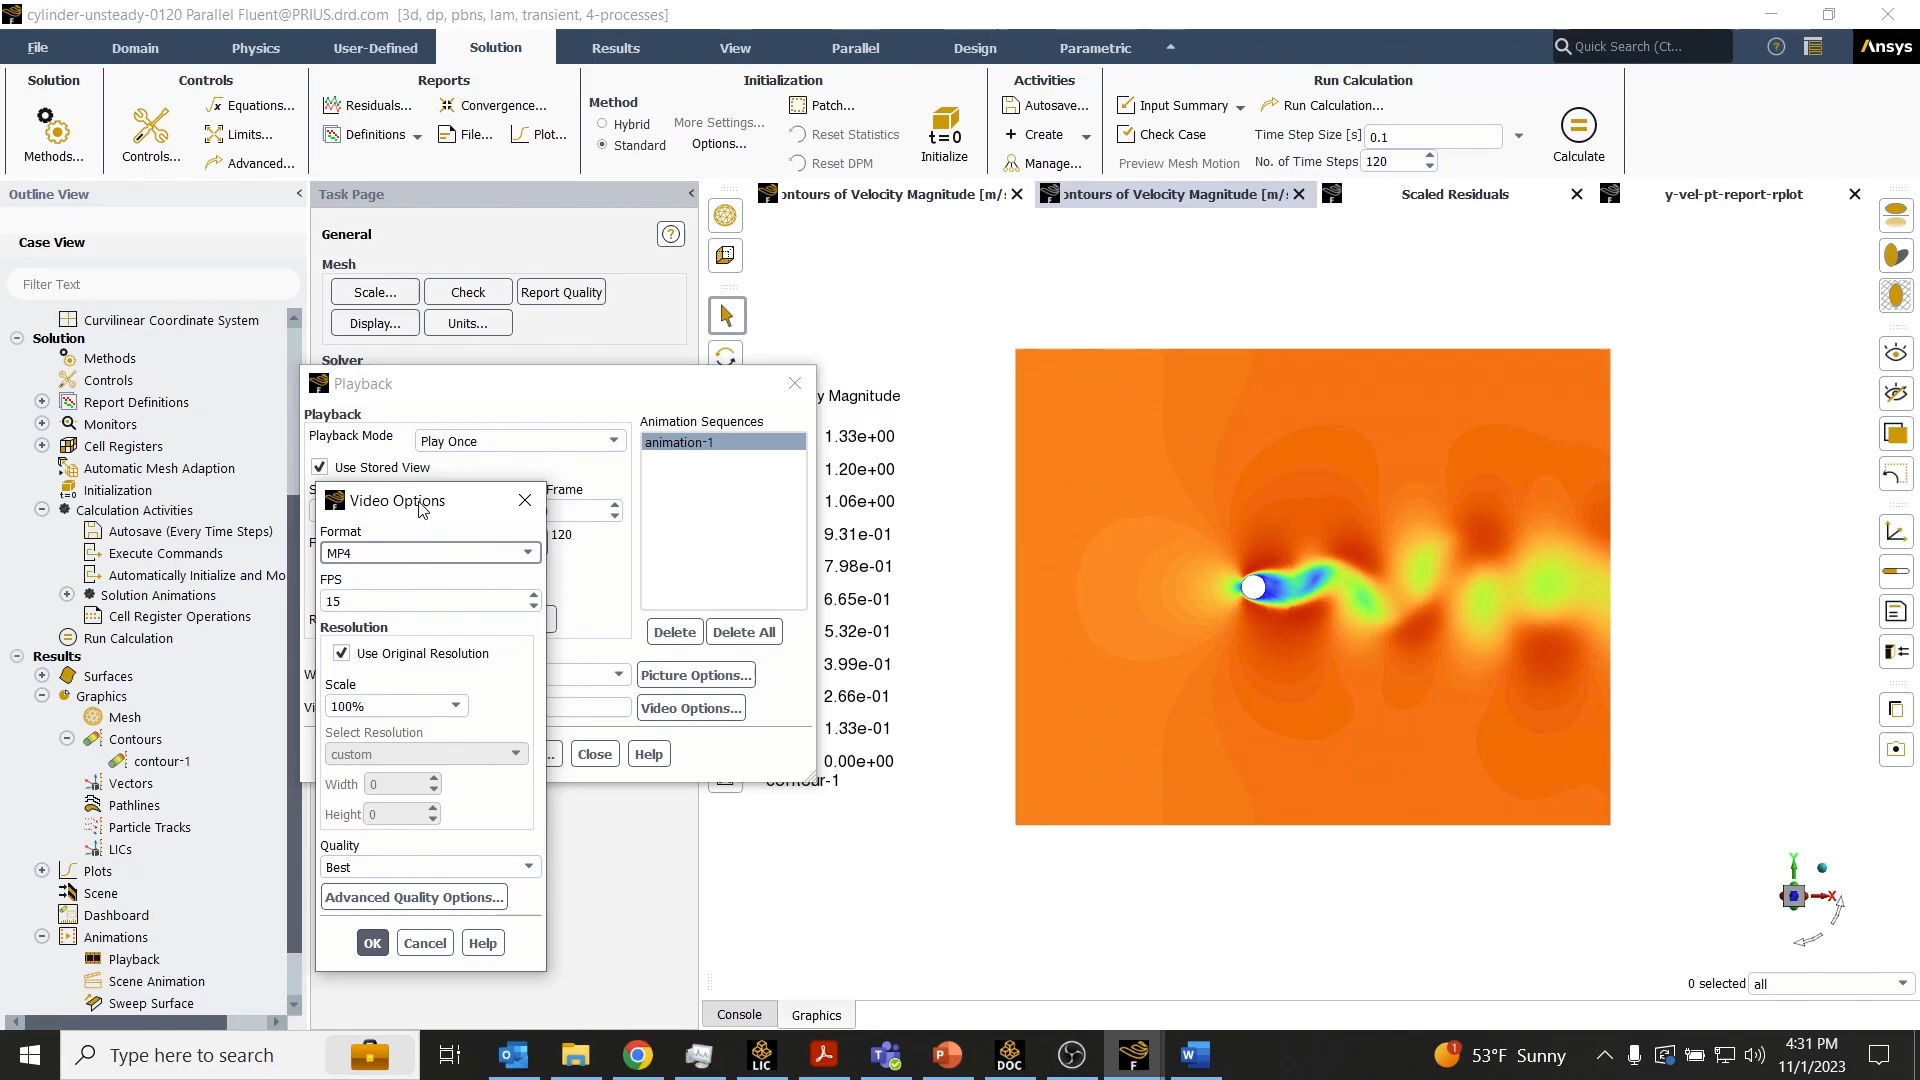 cylinder-unsteady-0120 Parallel Fluent@PRIUS.drd.com [3d, dp, pbns, lam, transient, 4-processes]
File Domain Physics User-Defined Solution Results View Parallel Design Parametric Quick Search (Ct... Ansys
Solution Controls Reports Initialization Activities Run Calculation
Methods...
Controls...
Equations...
Limits...
Advanced...
Residuals... Convergence...
Definitions File... Plot...
Method
Hybrid
Standard
More Settings...
Options...
Patch...
Reset Statistics
Reset DPM
t=0
Initialize
Autosave...
Create
Manage...
Input Summary Run Calculation...
Check Case Time Step Size [s] 0.1
Preview Mesh Motion No. of Time Steps 120
Calculate
Outline View
Case View
Filter Text
Curvilinear Coordinate System
Solution
Methods
Controls
Report Definitions
Monitors
Cell Registers
Automatic Mesh Adaption
Initialization
Calculation Activities
Autosave (Every Time Steps)
Execute Commands
Automatically Initialize and Mo
Solution Animations
Cell Register Operations
Run Calculation
Results
Surfaces
Graphics
Mesh
Contours
contour-1
Vectors
Pathlines
Particle Tracks
LICs
Plots
Scene
Dashboard
Animations
Playback
Scene Animation
Sweep Surface
Task Page
General
Mesh
Scale... Check Report Quality
Display... Units...
Solver
Playback
Playback
Playback Mode Play Once
Use Stored View
Frame
120
Animation Sequences
animation-1
Delete Delete All
Picture Options...
Video Options...
Close Help
Video Options
Format
MP4
FPS
15
Resolution
Use Original Resolution
Scale
100%
Select Resolution
custom
Width 0
Height 0
Quality
Best
Advanced Quality Options...
OK Cancel Help
ontours of Velocity Magnitude [m/s ontours of Velocity Magnitude [m/s Scaled Residuals y-vel-pt-report-rplot
y Magnitude
1.33e+00
1.20e+00
1.06e+00
9.31e-01
7.98e-01
6.65e-01
5.32e-01
3.99e-01
2.66e-01
1.33e-01
0.00e+00
contour-1
Y
X
0 selected all
Console Graphics
Type here to search
LIC
DOC
53°F Sunny
4:31 PM
11/1/2023